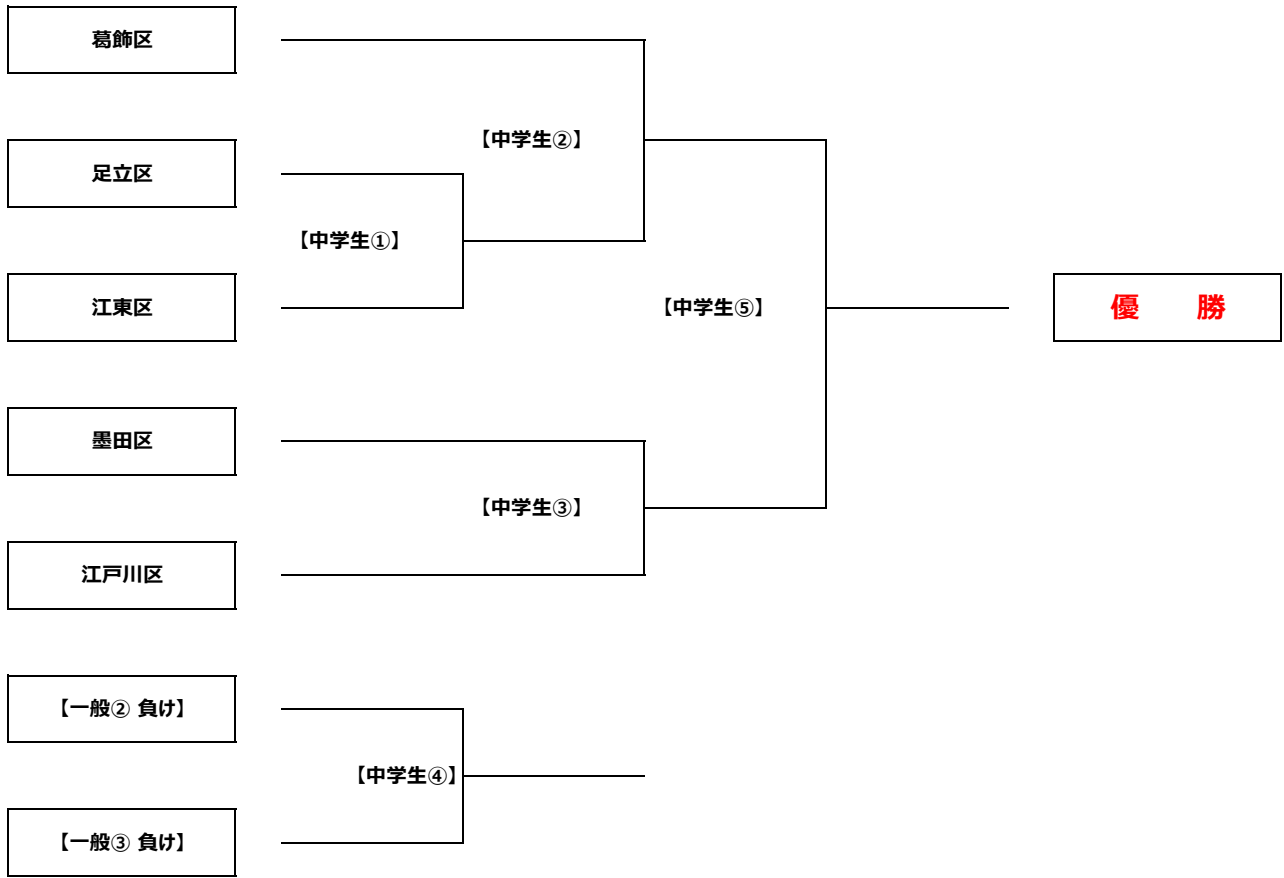 葛飾区
【中学生②】
足立区
【中学生①】
江東区
【中学生⑤】
優　勝
墨田区
【中学生③】
江戸川区
【一般② 負け】
【中学生④】
【一般③ 負け】